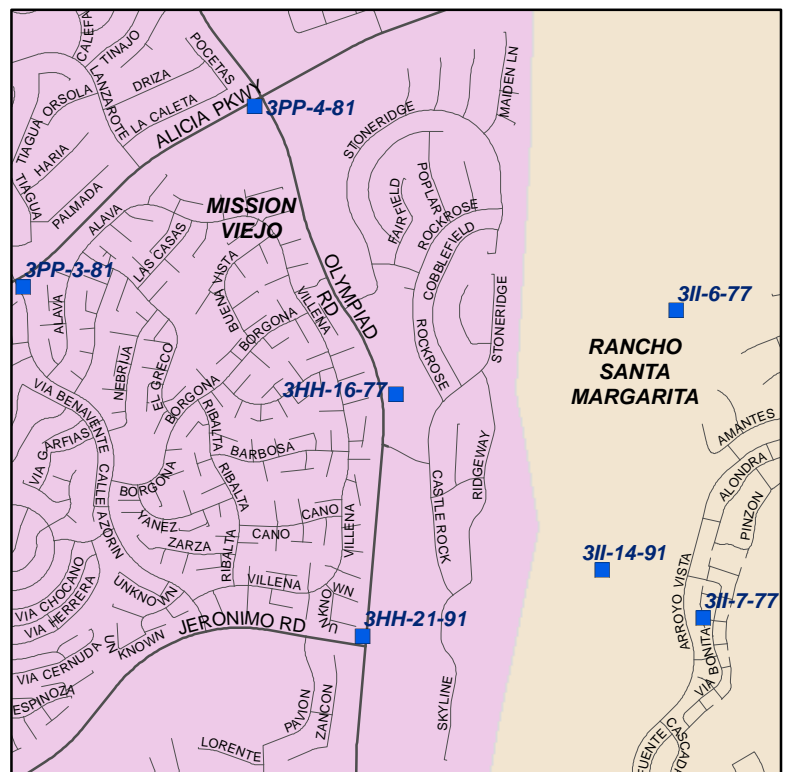 CALEFA
TINAJO
POCETAS
LANZAROTE
DRIZA
ORSOLA
LA CALETA
ALICIA PKWY
3PP-4-81
MAIDEN LN
STONERIDGE
TIAGUA
HARIA
TIAGUA
PALMADA
POPLAR
FAIRFIELD
ROCKROSE
MISSION
VIEJO
ALAVA
LAS CASAS
COBBLEFIELD
BUENA VISTA
OLYMPIAD
RD
3PP-3-81
VILLENA
STONERIDGE
3II-6-77
ALAVA
BORGONA
ROCKROSE
RANCHO
SANTA
MARGARITA
NEBRIJA
EL GRECO
3HH-16-77
VIA BENAVENTE
BORGONA
RIBALTA
AMANTES
VIA GARFIAS
BARBOSA
RIDGEWAY
ALONDRA
CALLE AZORIN
BORGONA
RIBALTA
CASTLE ROCK
PINZON
YANEZ
CANO
CANO
VILLENA
ZARZA
RIBALTA
3II-14-91
VIA CHOCANO
UNKNOWN
VILLENA
UNKNOWN
ARROYO VISTA
VIA HERRERA
3II-7-77
JERONIMO RD
3HH-21-91
UNKNOWN
VIA BONITA
VIA CERNUDA
ESPINOZA
PAVION
ZANCON
SKYLINE
LORENTE
FUENTE
CASCADA